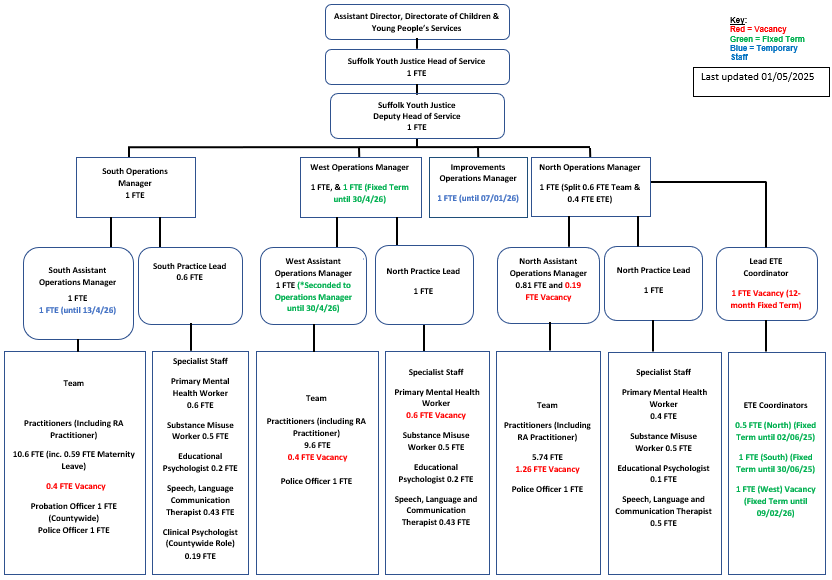 Assistant Director, Directorate of Children &
Young People's Services
Key:
Red = Vacancy
Green = Fixed Term
Blue = Temporary
Staff
Last updated 01/05/2025
Suffolk Youth Justice Head of Service
1 FTE
Suffolk Youth Justice
Deputy Head of Service
1 FTE
South Operations
Manager
1 FTE
West Operations Manager
1 FTE, & 1 FTE (Fixed Term
until 30/4/26)
Improvements
Operations Manager
1 FTE (until 07/01/26)
North Operations Manager
1 FTE (Split 0.6 FTE Team &
0.4 FTE ETE)
South Assistant
Operations Manager
1 FTE
1 FTE (until 13/4/26)
South Practice Lead
0.6 FTE
West Assistant
Operations Manager
1 FTE (*Seconded to
Operations Manager
until 30/4/26)
North Practice Lead
1 FTE
North Assistant
Operations Manager
0.81 FTE and 0.19
FTE Vacancy
North Practice Lead
1 FTE
Lead ETE
Coordinator
1 FTE Vacancy (12-
month Fixed Term)
Team
Practitioners (Including RA
Practitioner)
10.6 FTE (inc. 0.59 FTE Maternity
Leave)
0.4 FTE Vacancy
Probation Officer 1 FTE
(Countywide)
Police Officer 1 FTE
Specialist Staff
Primary Mental
Health Worker
0.6 FTE
Substance Misuse
Worker 0.5 FTE
Educational
Psychologist 0.2 FTE
Speech, Language
Communication
Therapist 0.43 FTE
Clinical Psychologist
(Countywide Role)
0.19 FTE
Team
Practitioners (including RA
Practitioner)
9.6 FTE
0.4 FTE Vacancy
Police Officer 1 FTE
Specialist Staff
Primary Mental Health
Worker
0.6 FTE Vacancy
Substance Misuse
Worker 0.5 FTE
Educational
Psychologist 0.2 FTE
Speech, Language and
Communication
Therapist 0.43 FTE
Team
Practitioners (Including
RA Practitioner)
5.74 FTE
1.26 FTE Vacancy
Police Officer 1 FTE
Specialist Staff
Primary Mental Health
Worker
0.4 FTE
Substance Misuse
Worker 0.5 FTE
Educational Psychologist
0.1 FTE
Speech, Language and
Communication Therapist
0.5 FTE
ETE Coordinators
0.5 FTE (North) (Fixed
Term until 02/06/25)
1 FTE (South) (Fixed
Term until 30/06/25)
1 FTE (West) Vacancy
(Fixed Term until
09/02/26)